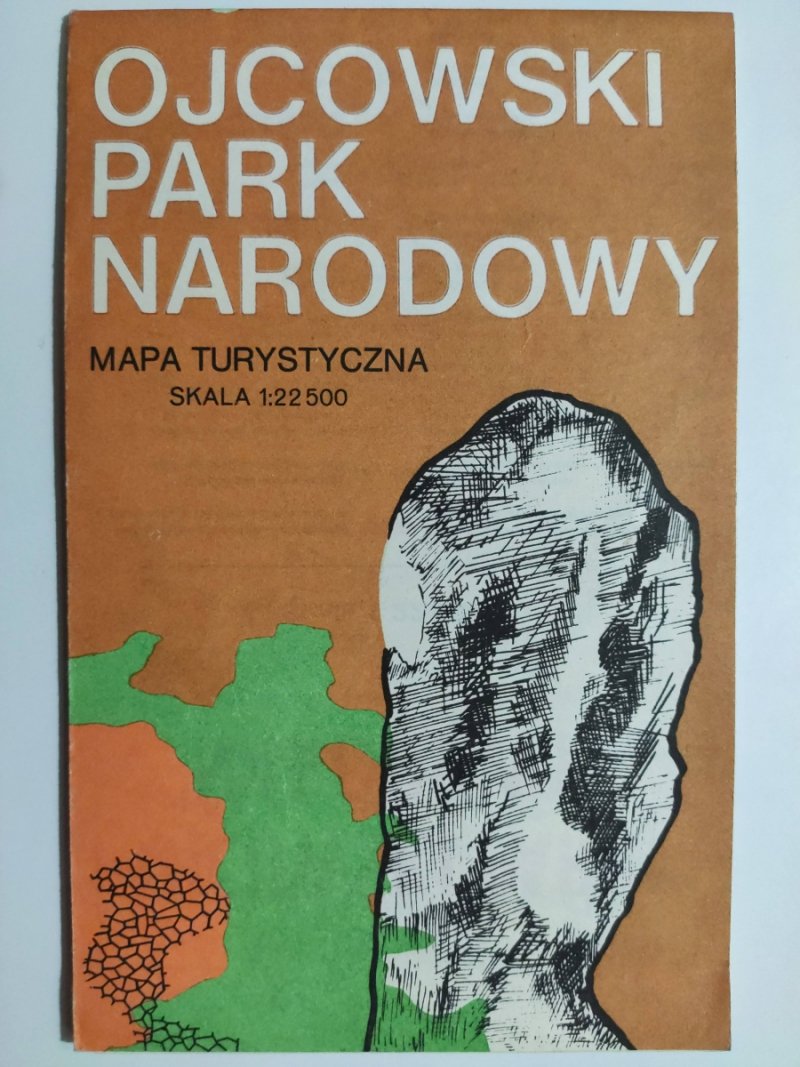 OJCOWSKI
PARK
NARODOWY
MAPA TURYSTYCZNA
SKALA 1:22 500